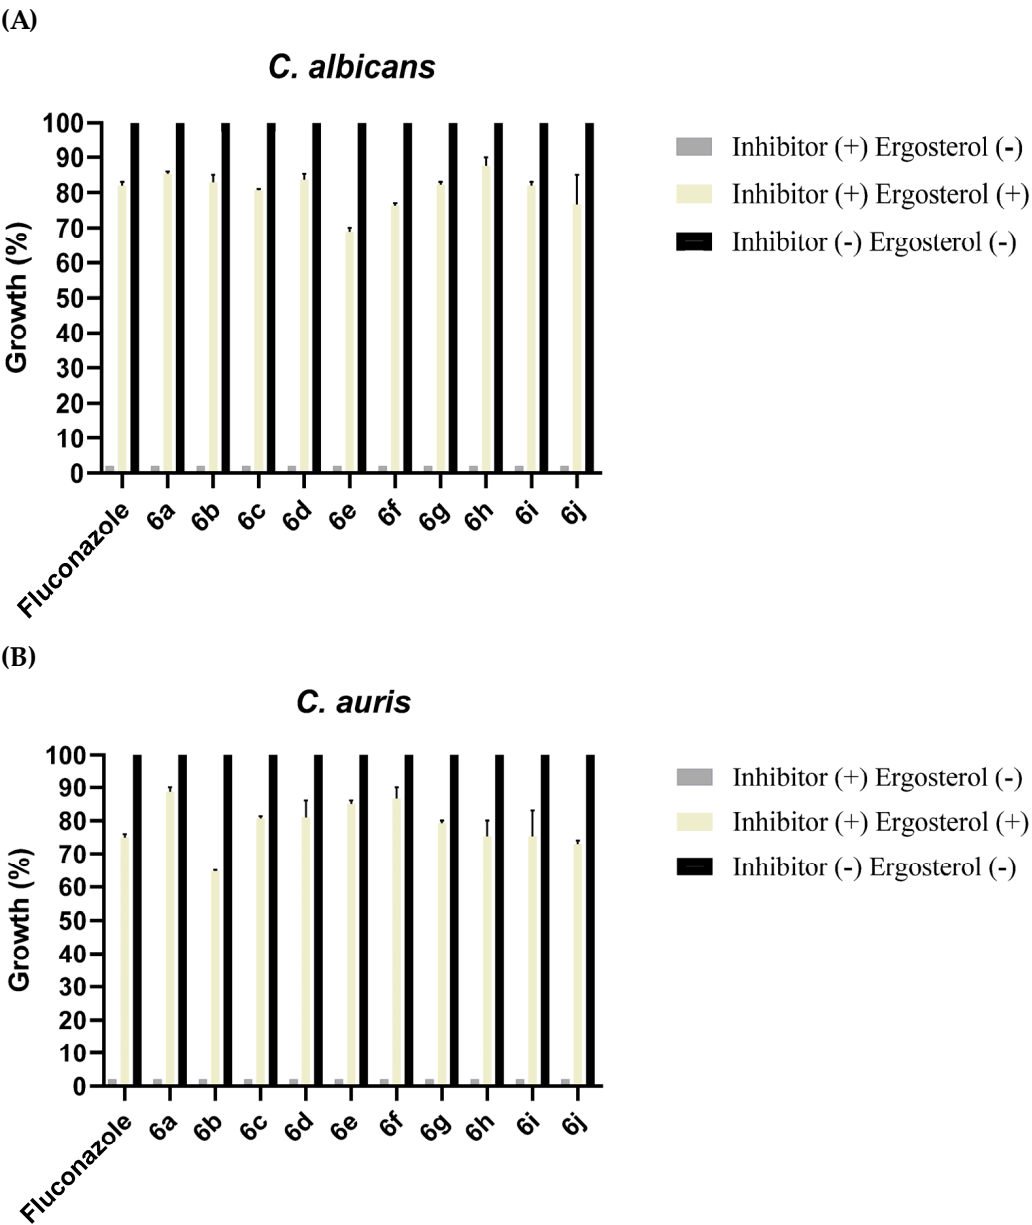 (A)
C. albicans
Growth (%)
100
90
80
70
60
50
40
30
20
10
0
Fluconazole
6a
6b
6c
6d
6e
6f
6g
6h
6i
6j
Inhibitor (+) Ergosterol (-)
Inhibitor (+) Ergosterol (+)
Inhibitor (-) Ergosterol (-)
(B)
C. auris
Growth (%)
100
90
80
70
60
50
40
30
20
10
0
Fluconazole
6a
6b
6c
6d
6e
6f
6g
6h
6i
6j
Inhibitor (+) Ergosterol (-)
Inhibitor (+) Ergosterol (+)
Inhibitor (-) Ergosterol (-)